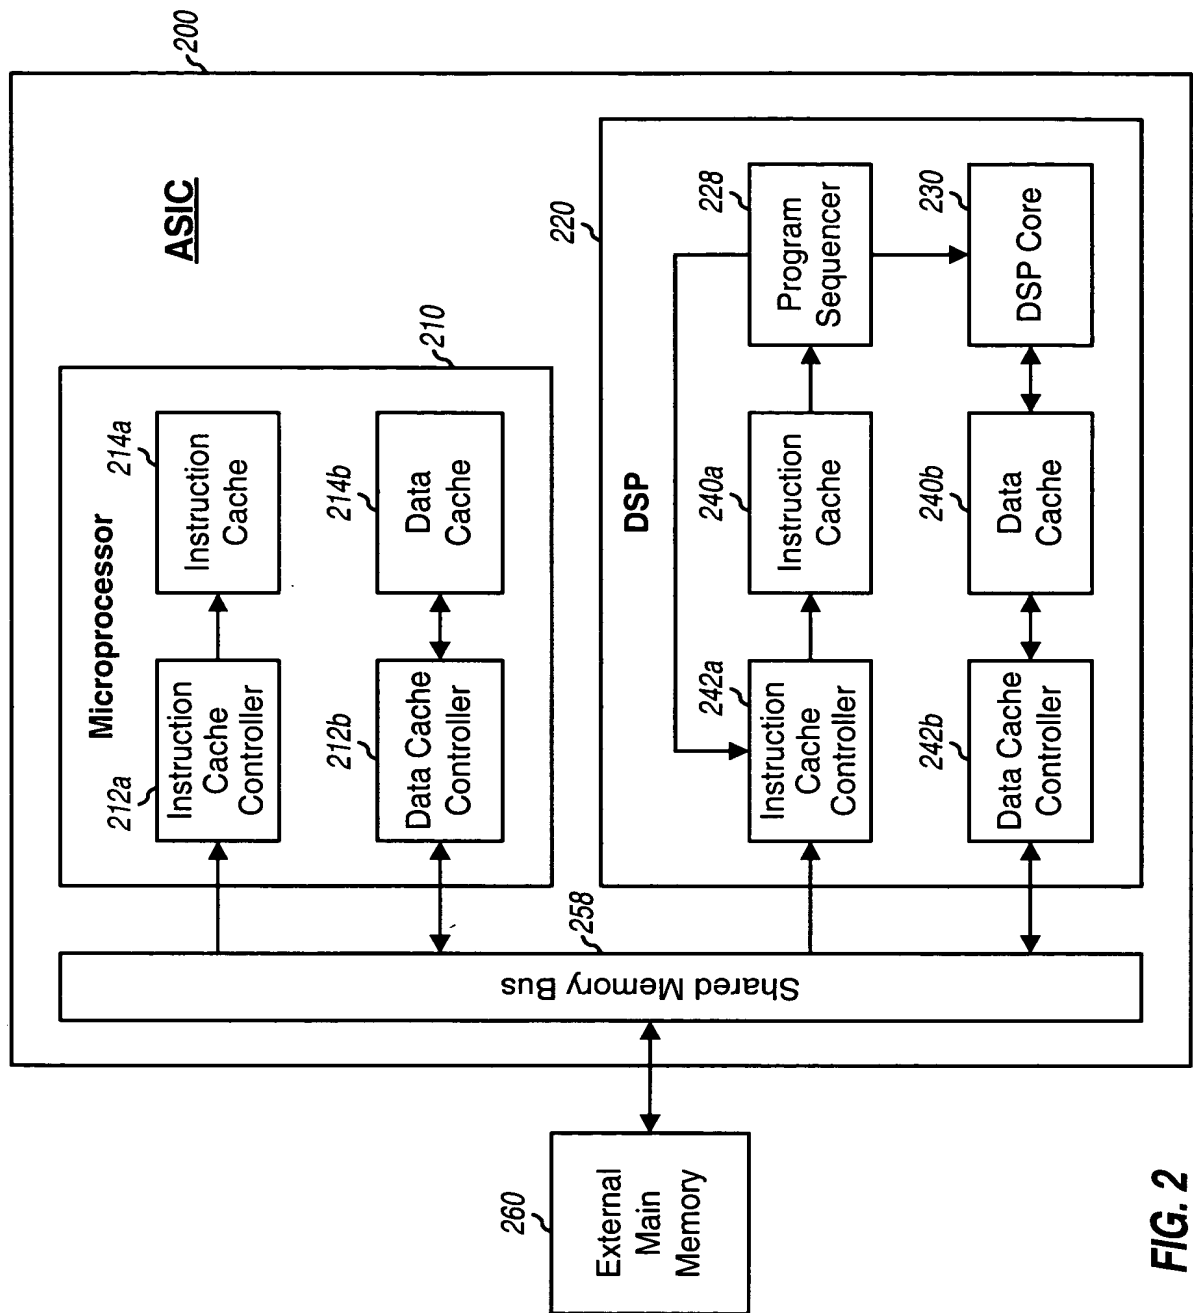 200
ASIC
Microprocessor
210
212a
Instruction
Cache
Controller
214a
Instruction
Cache
212b
Data Cache
Controller
214b
Data
Cache
258
Shared Memory Bus
260
External
Main
Memory
220
DSP
242a
Instruction
Cache
Controller
240a
Instruction
Cache
228
Program
Sequencer
242b
Data Cache
Controller
240b
Data
Cache
230
DSP Core
FIG. 2